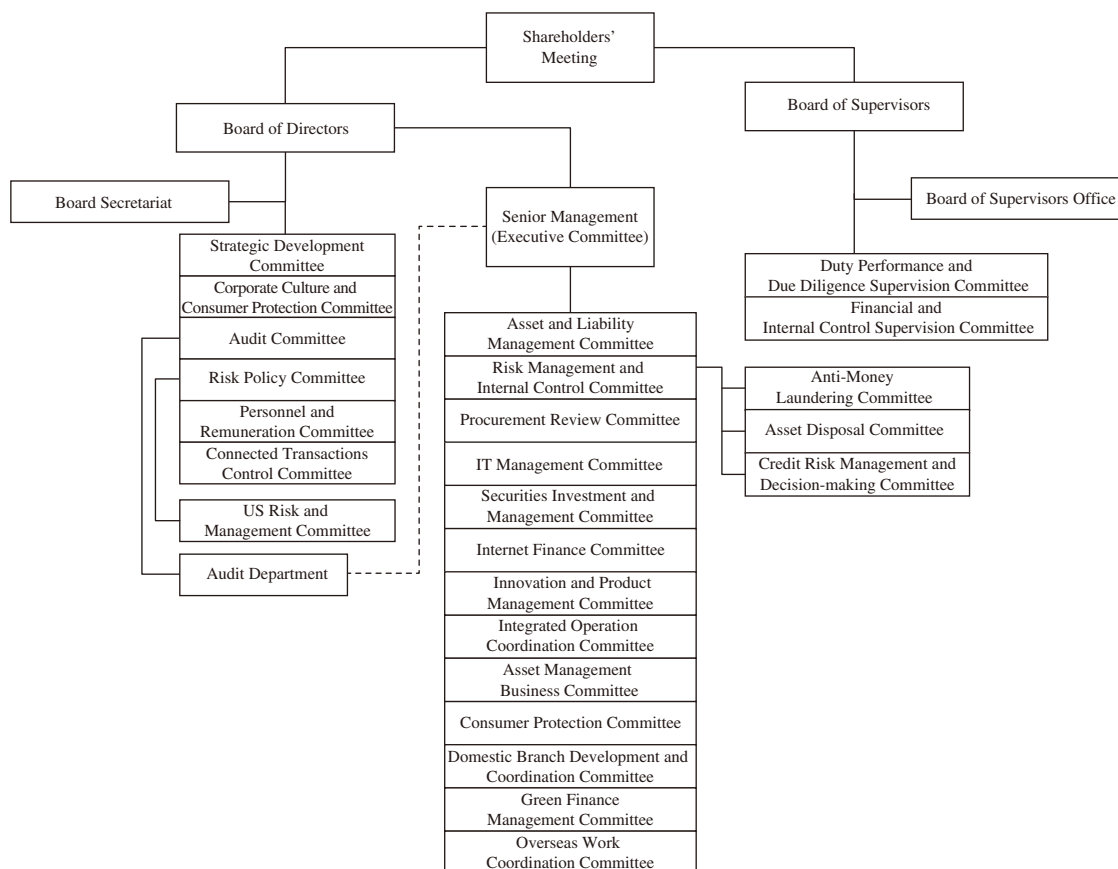 Shareholders'
Meeting
Board of Directors
Board of Supervisors
Board Secretariat
Senior Management
(Executive Committee)
Board of Supervisors Office
Strategic Development
Committee
Corporate Culture and
Consumer Protection Committee
Audit Committee
Risk Policy Committee
Personnel and
Remuneration Committee
Connected Transactions
Control Committee
US Risk and
Management Committee
Audit Department
Asset and Liability
Management Committee
Risk Management and
Internal Control Committee
Procurement Review Committee
IT Management Committee
Securities Investment and
Management Committee
Internet Finance Committee
Innovation and Product
Management Committee
Integrated Operation
Coordination Committee
Asset Management
Business Committee
Consumer Protection Committee
Domestic Branch Development and
Coordination Committee
Green Finance
Management Committee
Overseas Work
Coordination Committee
Duty Performance and
Due Diligence Supervision Committee
Financial and
Internal Control Supervision Committee
Anti-Money
Laundering Committee
Asset Disposal Committee
Credit Risk Management and
Decision-making Committee